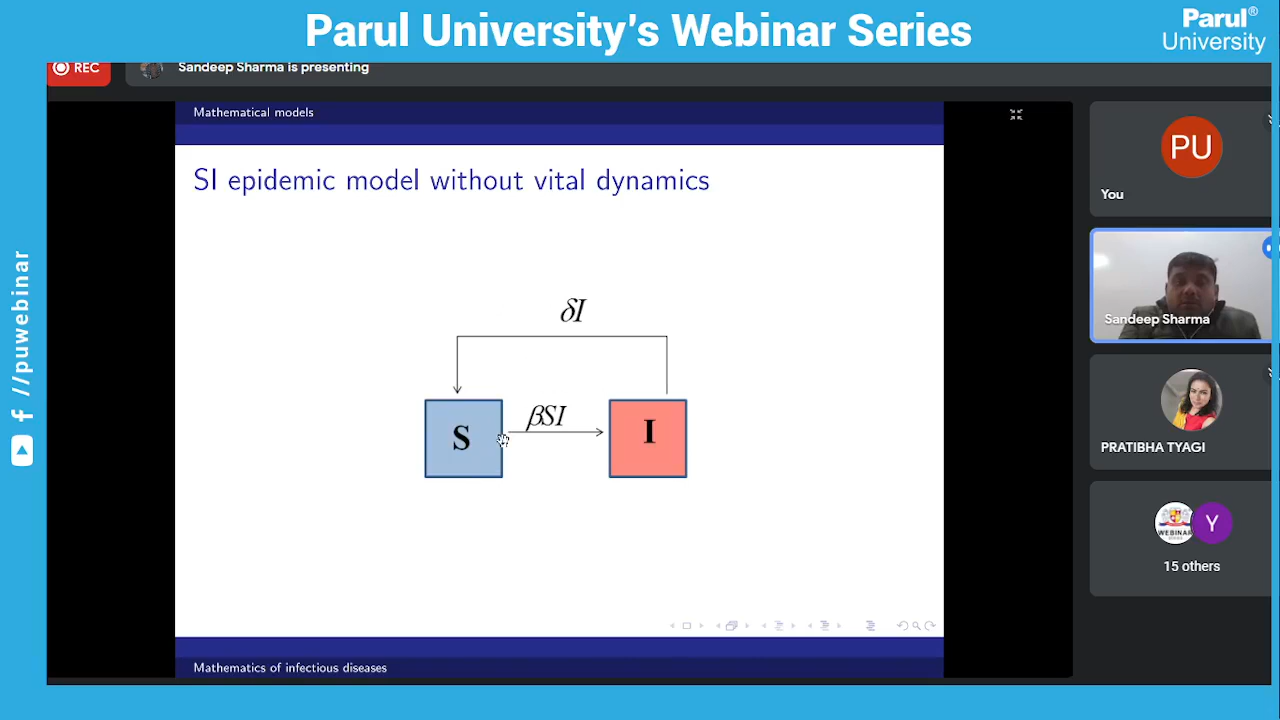 Parul University's Webinar Series
Parul®
University
REC
Sandeep Sharma is presenting
Mathematical models
SI epidemic model without vital dynamics
δI
S
βSI
I
Mathematics of infectious diseases
PU
You
Sandeep Sharma
PRATIBHA TYAGI
WEBINAR
Y
15 others
//puwebinar